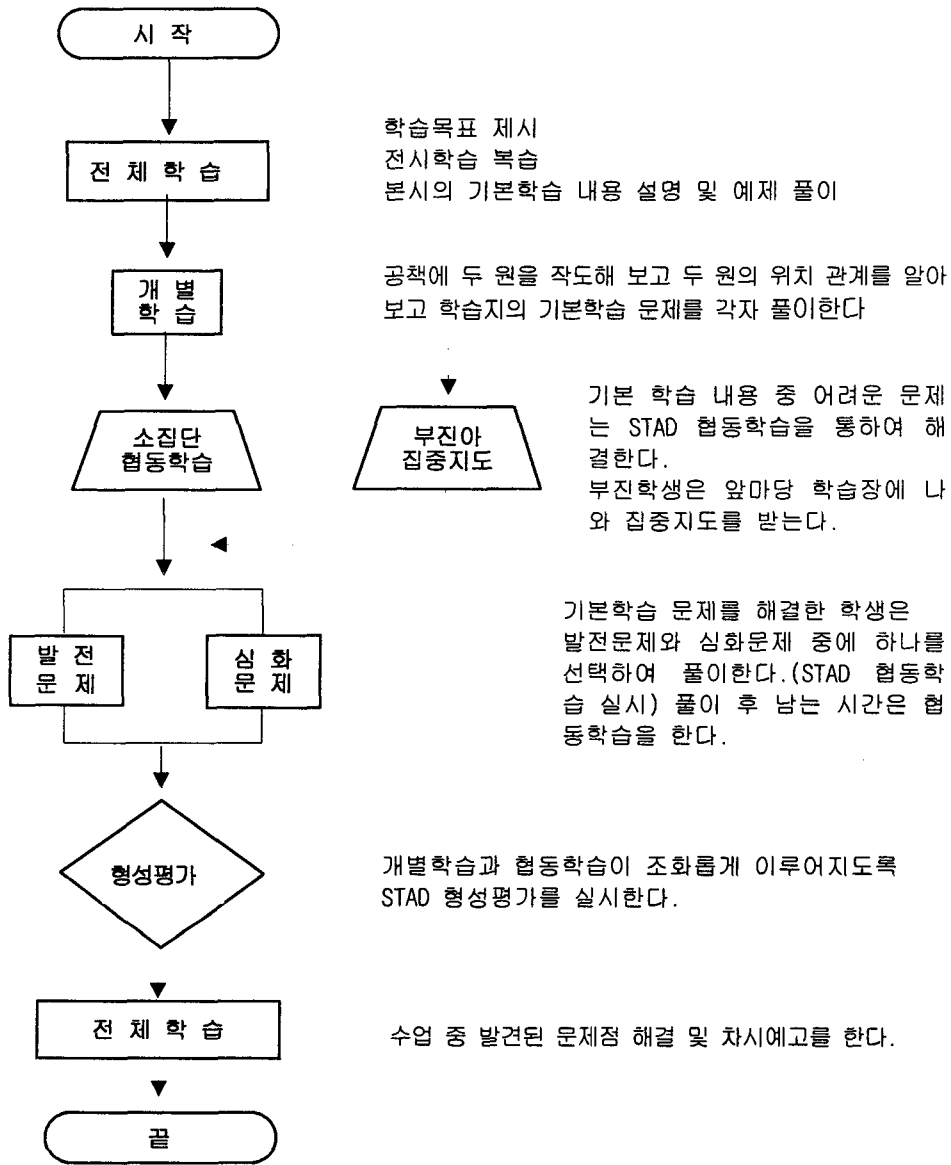 시 작
전 체 학 습
학습목표 제시
전시학습 복습
본시의 기본학습 내용 설명 및 예제 풀이
개 별
학 습
공책에 두 원을 작도해 보고 두 원의 위치 관계를 알아
보고 학습지의 기본학습 문제를 각자 풀이한다
소집단
협동학습
부진아
집중지도
기본 학습 내용 중 어려운 문제
는 STAD 협동학습을 통하여 해
결한다.
부진학생은 앞마당 학습장에 나
와 집중지도를 받는다.
발 전
문 제
심 화
문 제
기본학습 문제를 해결한 학생은
발전문제와 심화문제 중에 하나를
선택하여 풀이한다.(STAD 협동학
습 실시) 풀이 후 남는 시간은 협
동학습을 한다.
형성평가
개별학습과 협동학습이 조화롭게 이루어지도록
STAD 형성평가를 실시한다.
전 체 학 습
수업 중 발견된 문제점 해결 및 차시예고를 한다.
끝